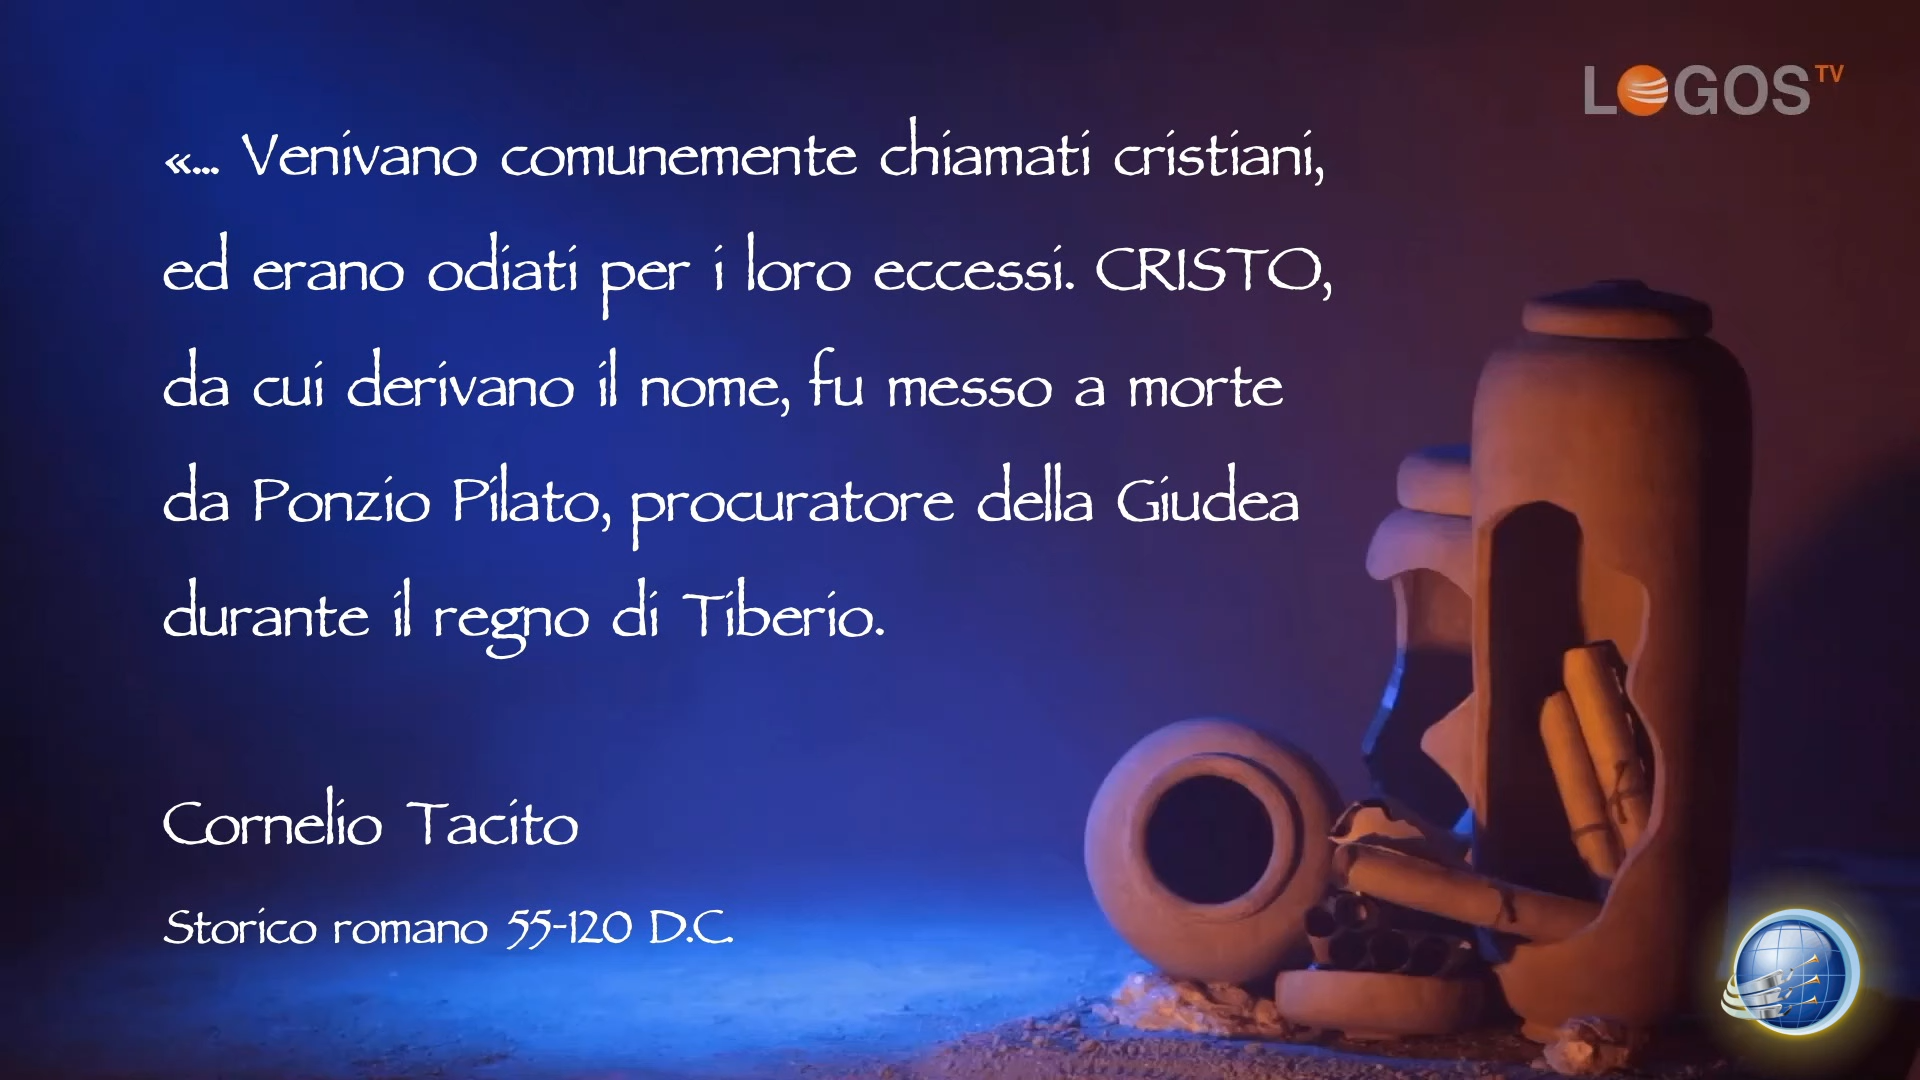 LOGOS TV
«... Venivano comunemente chiamati cristiani,
ed erano odiati per i loro eccessi. CRISTO,
da cui derivano il nome, fu messo a morte
da Ponzio Pilato, procuratore della Giudea
durante il regno di Tiberio.
Cornelio Tacito
Storico romano 55-120 D.C.